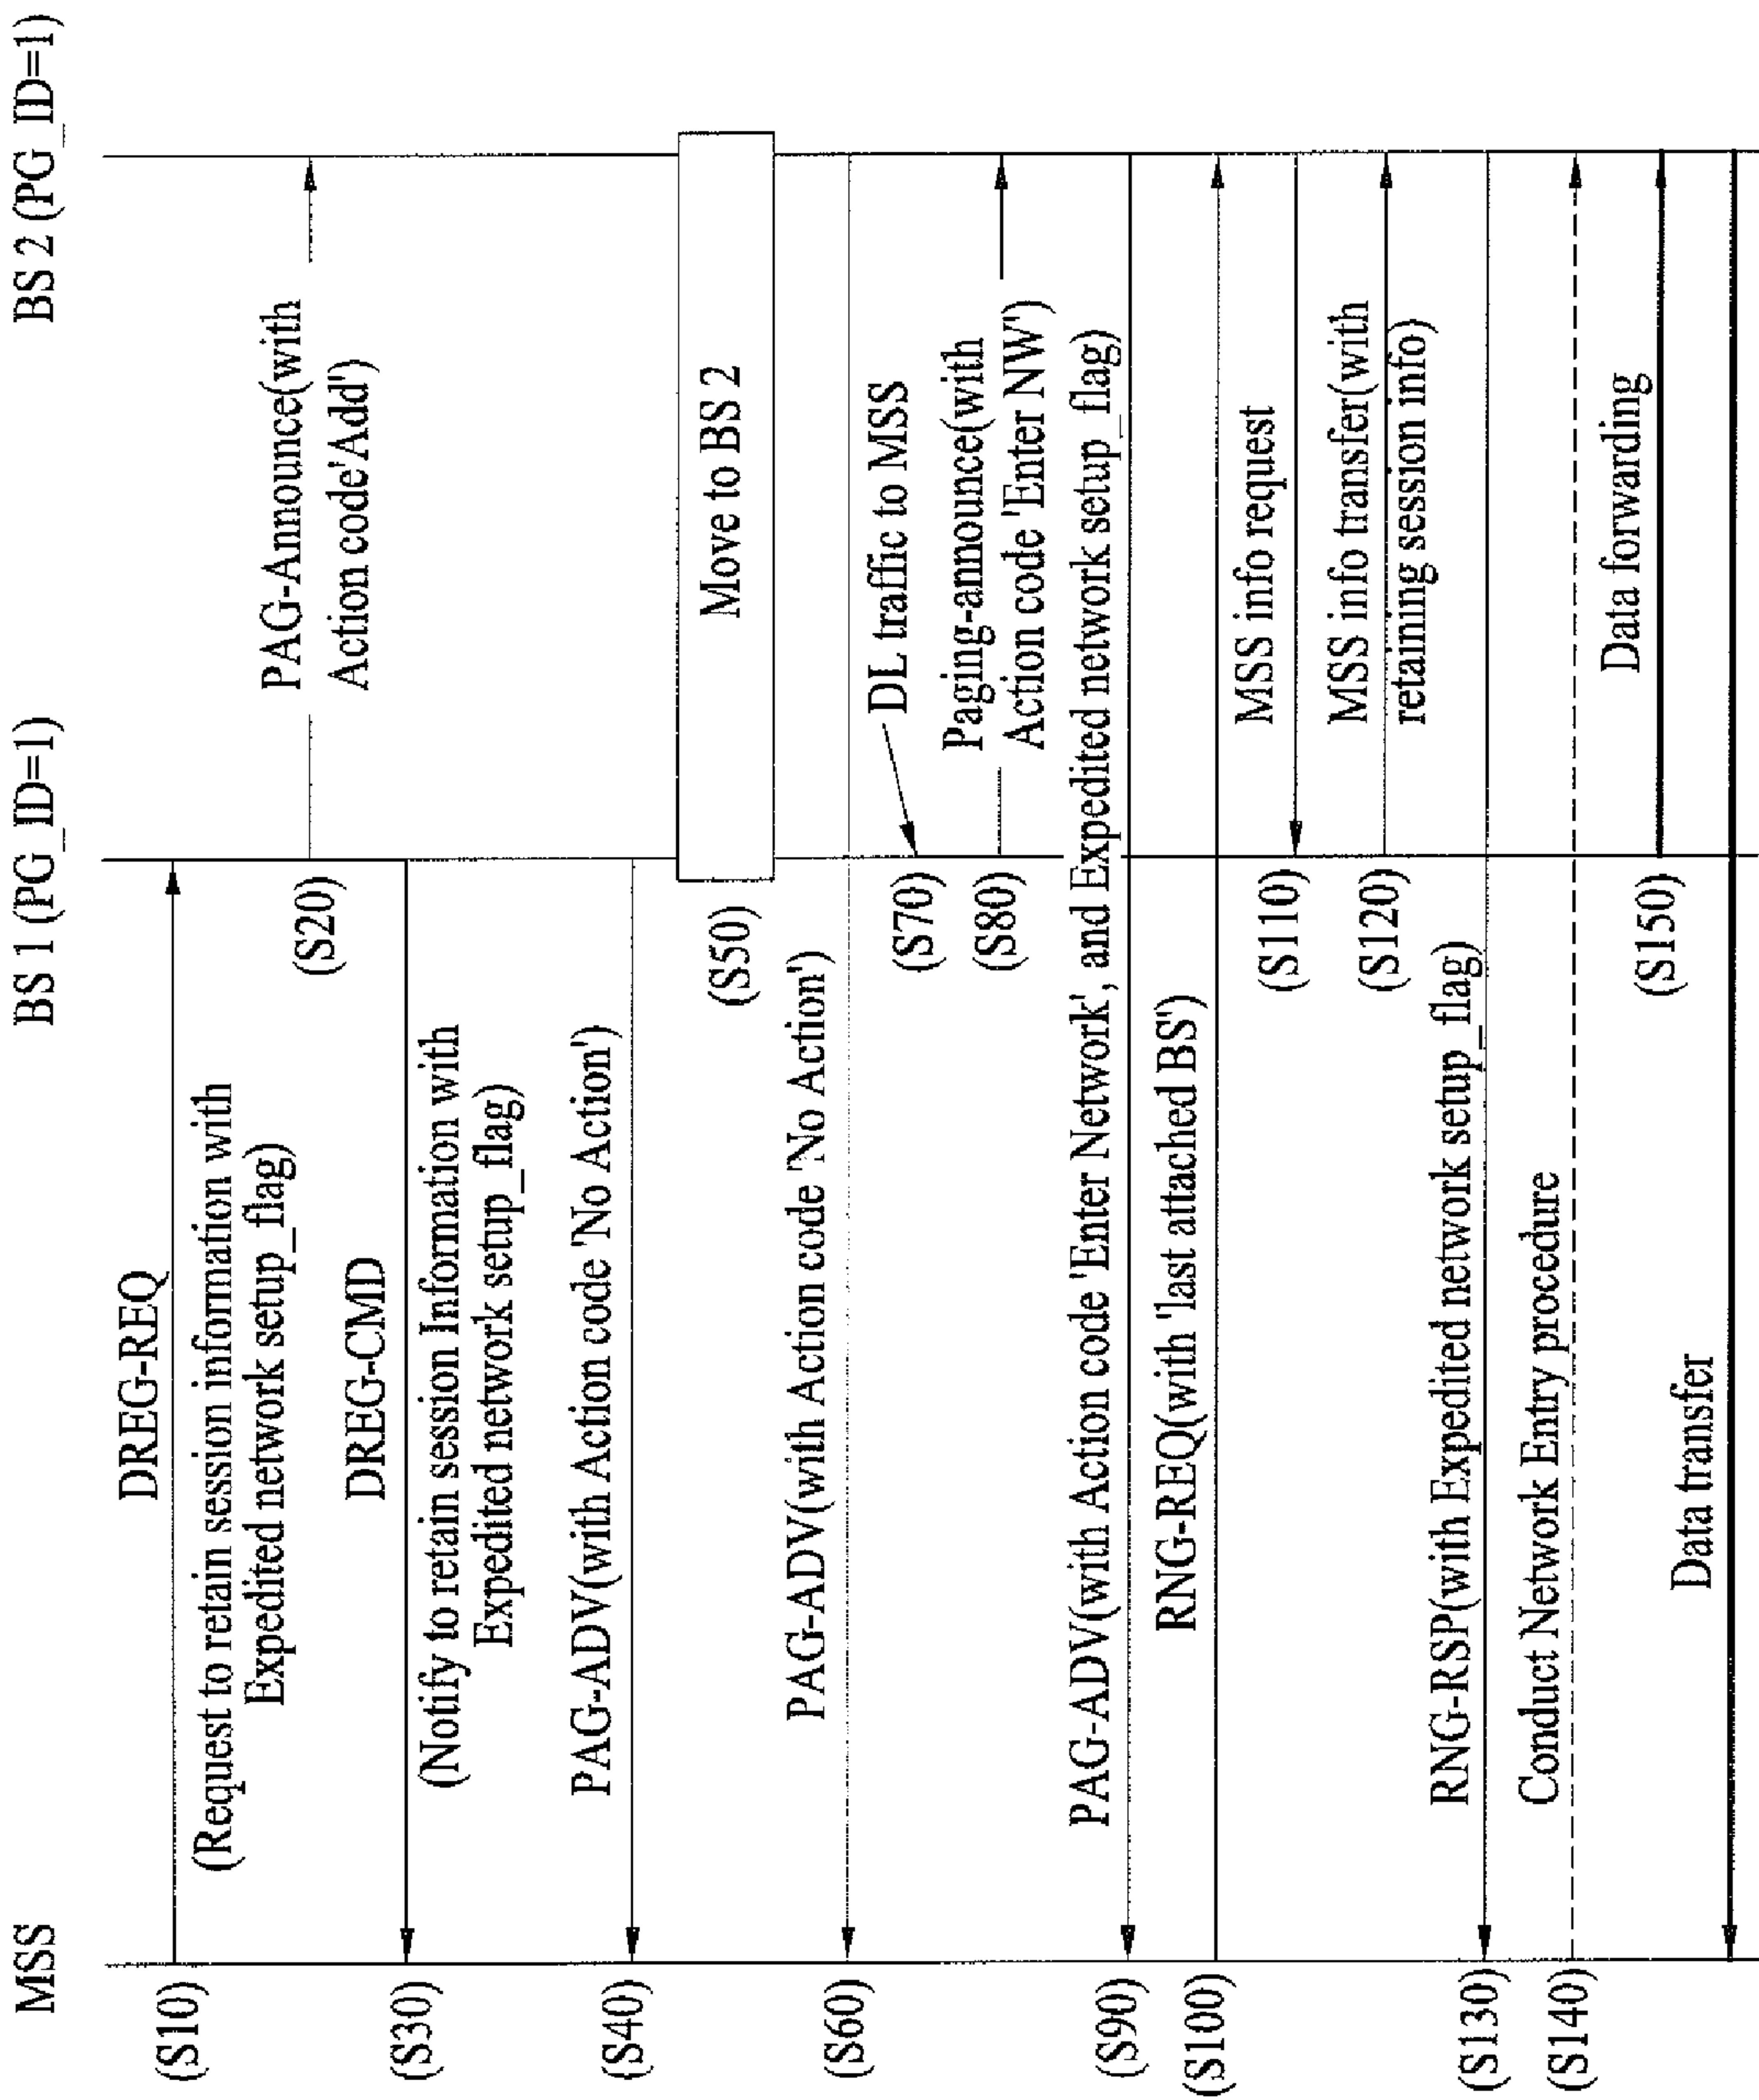 MSS
BS 1 (PG_ID=1)
BS 2 (PG_ID=1)
(S10)
DREG-REQ
(Request to retain session information with
Expedited network setup_flag)
(S20)
PAG-Announce(with
Action code'Add')
(S30)
DREG-CMD
(Notify to retain session Information with
Expedited network setup_flag)
(S40)
PAG-ADV(with Action code 'No Action')
(S50)
Move to BS 2
(S60)
PAG-ADV(with Action code 'No Action')
(S70)
DL traffic to MSS
(S80)
Paging-announce(with
Action code 'Enter NW')
(S90)
PAG-ADV(with Action code 'Enter Network', and Expedited network setup_flag)
(S100)
RNG-REQ(with 'last attached BS')
(S110)
MSS info request
(S120)
MSS info transfer(with
retaining session info)
(S130)
RNG-RSP(with Expedited network setup_flag)
(S140)
Conduct Network Entry procedure
(S150)
Data forwarding
Data transfer